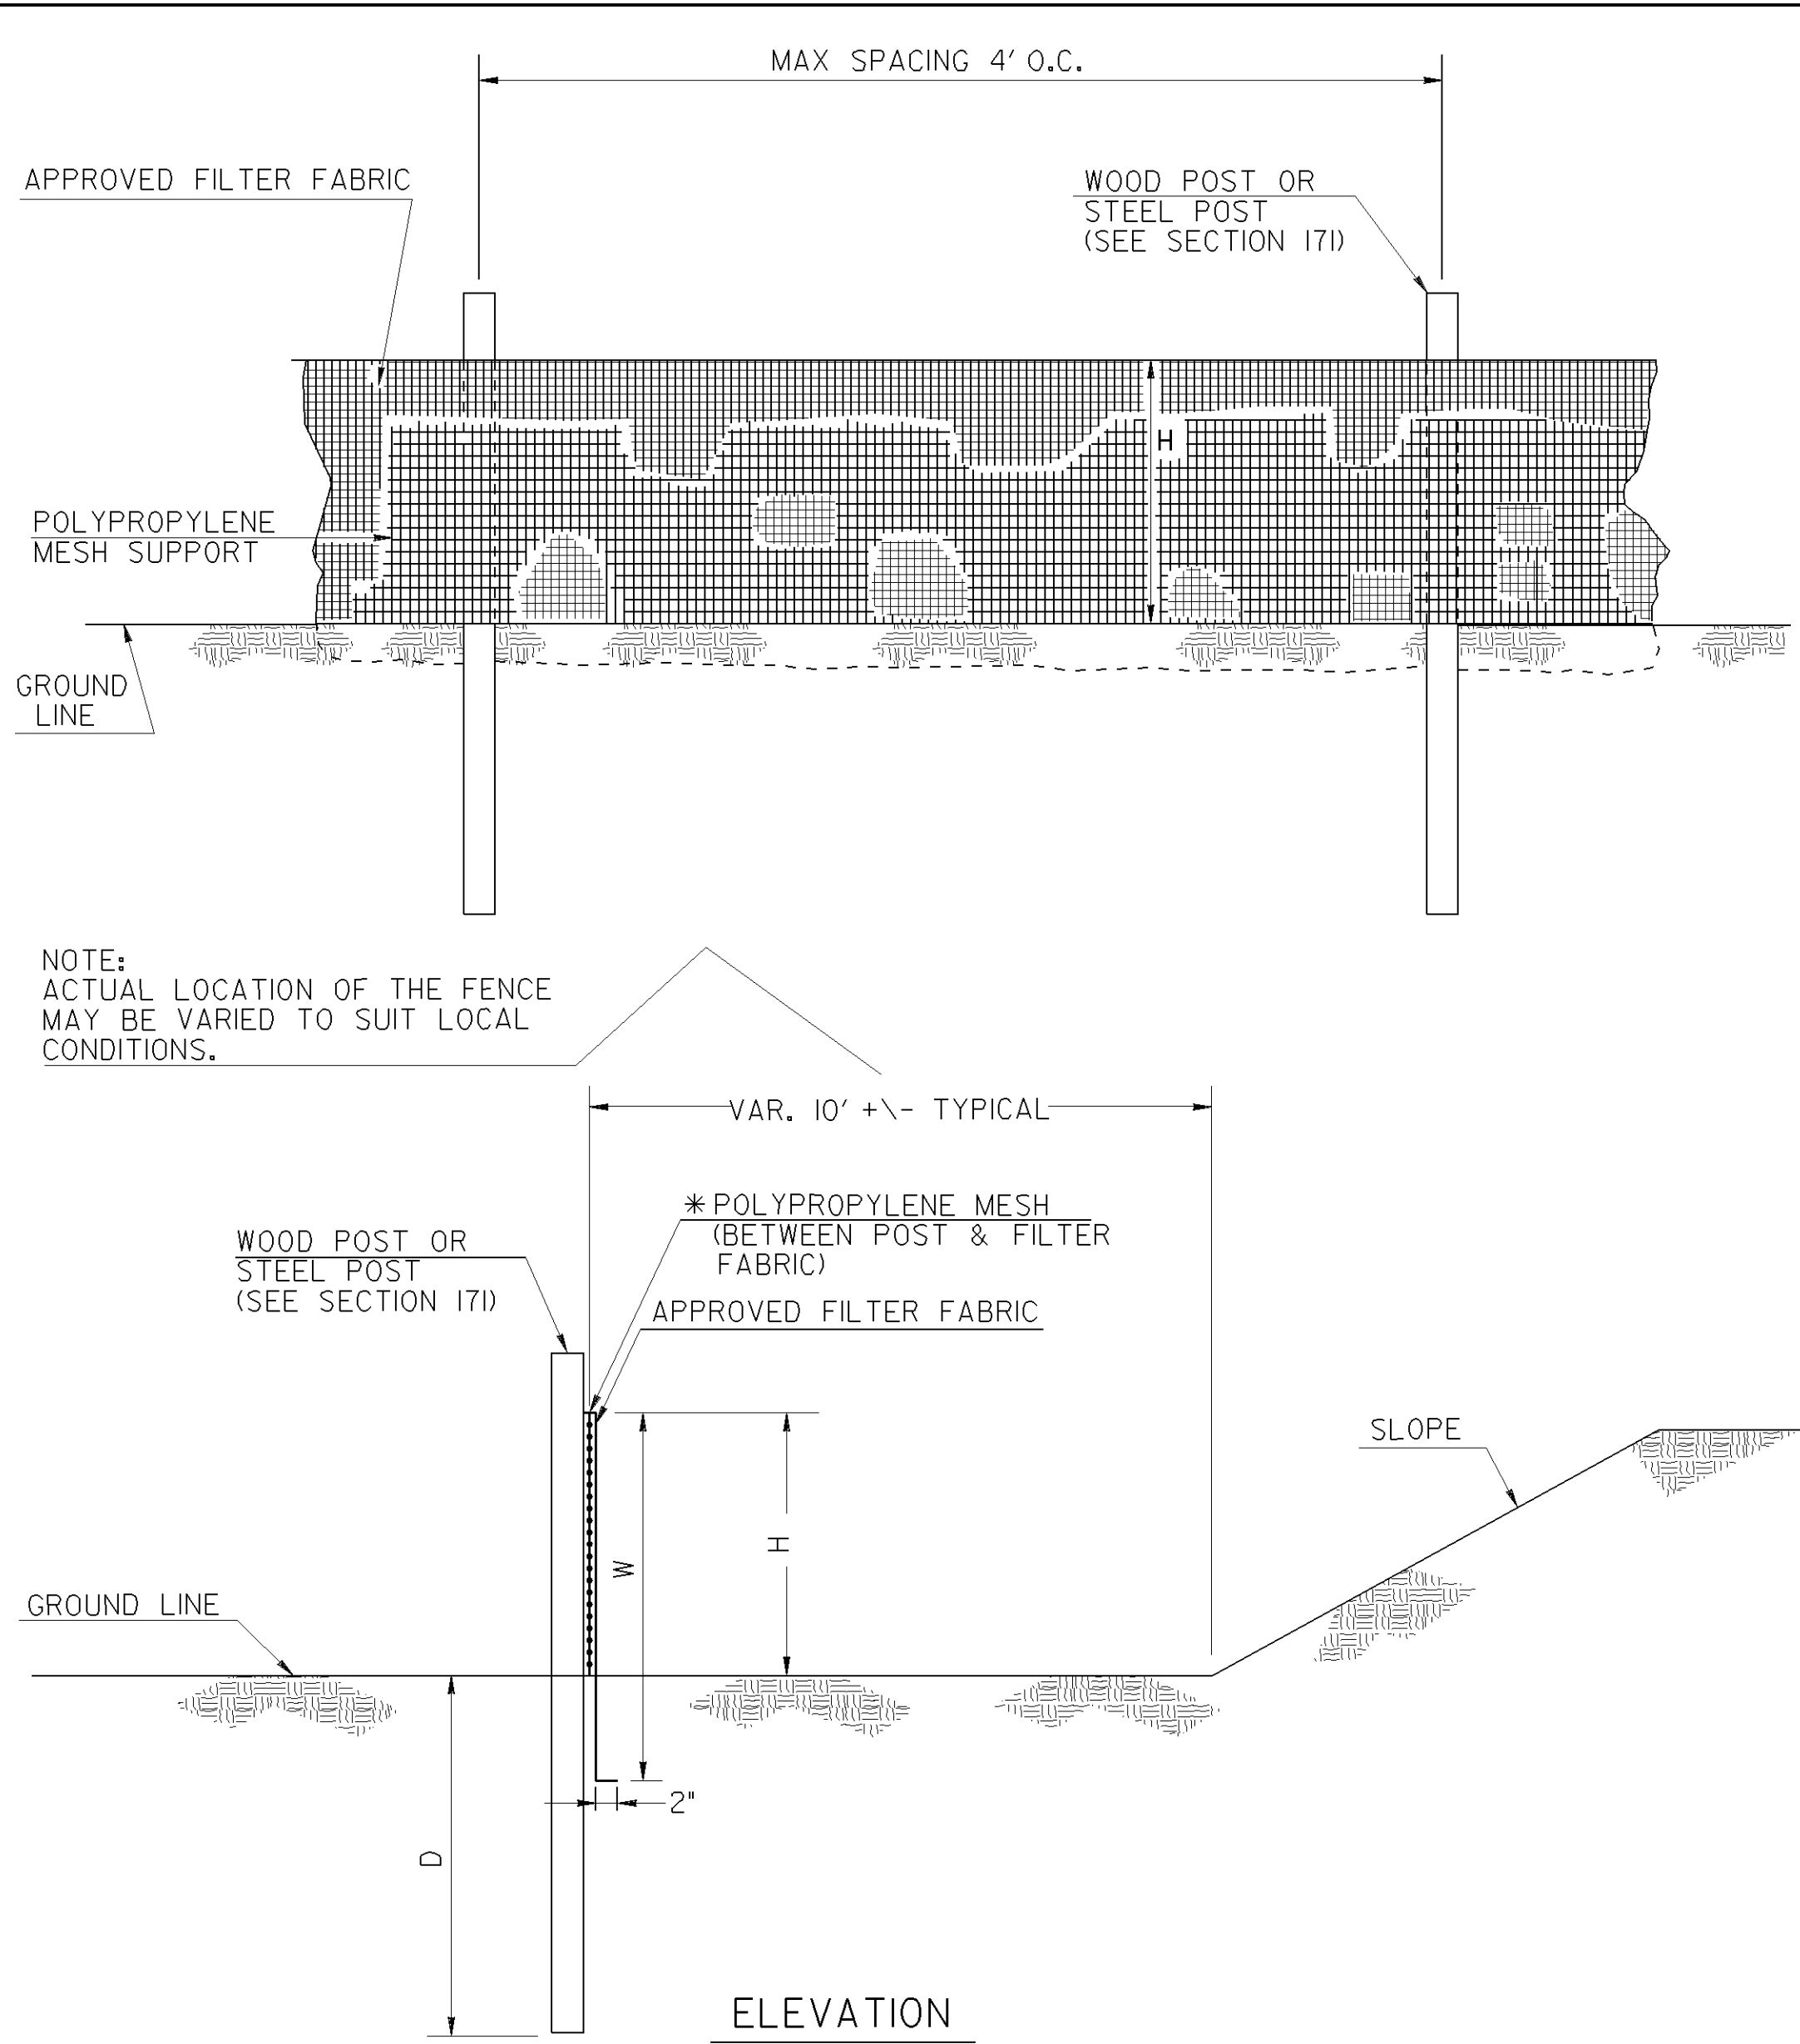 MAX SPACING 4' O.C.
APPROVED FILTER FABRIC
WOOD POST OR
STEEL POST
(SEE SECTION 171)
H
POLYPROPYLENE
MESH SUPPORT
GROUND
LINE
NOTE:
ACTUAL LOCATION OF THE FENCE
MAY BE VARIED TO SUIT LOCAL
CONDITIONS.
VAR. 10' +\- TYPICAL
* POLYPROPYLENE MESH
(BETWEEN POST & FILTER
FABRIC)
WOOD POST OR
STEEL POST
(SEE SECTION 171)
APPROVED FILTER FABRIC
SLOPE
H
W
GROUND LINE
2"
D
ELEVATION